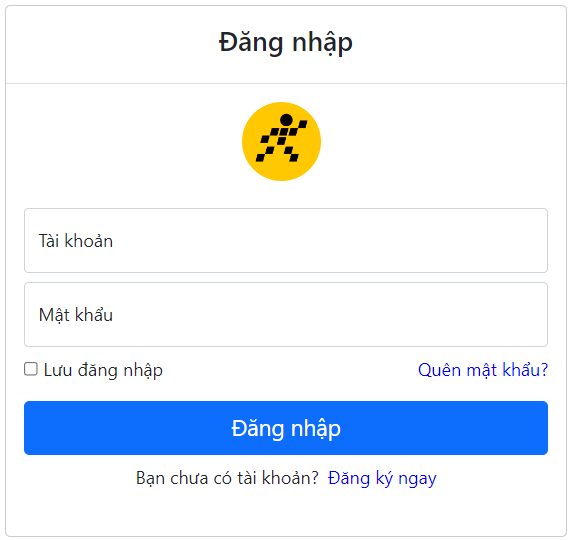 Đăng nhập
Tài khoản
Mật khẩu
Lưu đăng nhập Quên mật khẩu?
Đăng nhập
Bạn chưa có tài khoản? Đăng ký ngay